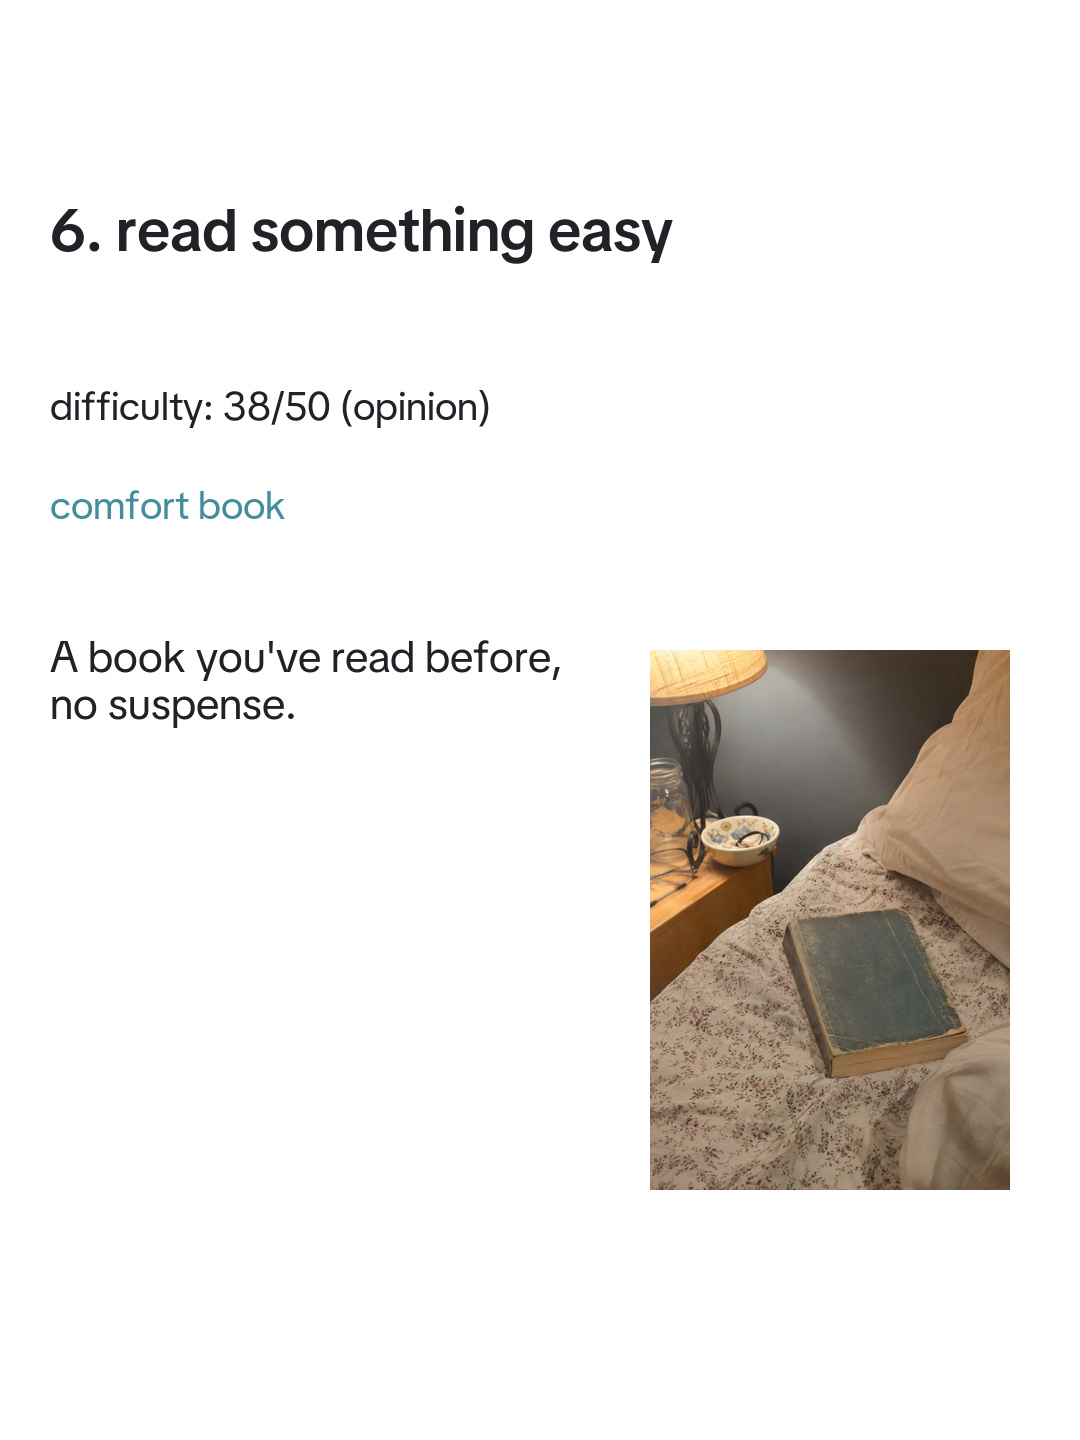 6. read something easy
difficulty: 38/50 (opinion)
comfort book
A book you've read before,
no suspense.